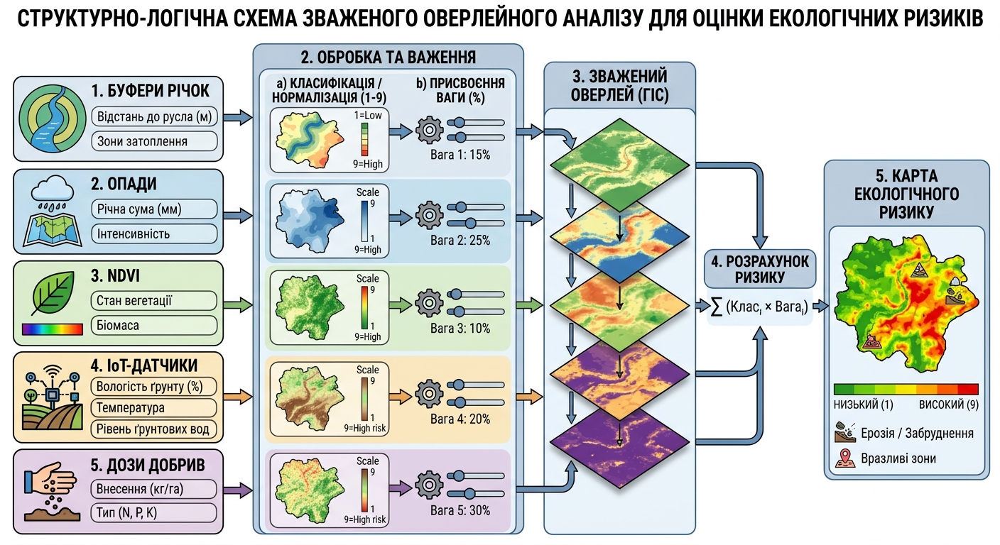 СТРУКТУРНО-ЛОГІЧНА СХЕМА ЗВАЖЕНОГО ОВЕРЛЕЙНОГО АНАЛІЗУ ДЛЯ ОЦІНКИ ЕКОЛОГІЧНИХ РИЗИКІВ
1. БУФЕРИ РІЧОК
Відстань до русла (м)
Зони затоплення
2. ОПАДИ
Річна сума (мм)
Інтенсивність
3. NDVI
Стан вегетації
Біомаса
4. IoT-ДАТЧИКИ
Вологість ґрунту (%)
Температура
Рівень ґрунтових вод
5. ДОЗИ ДОБРИВ
Внесення (кг/га)
Тип (N, P, K)
2. ОБРОБКА ТА ВАЖЕННЯ
a) КЛАСИФІКАЦІЯ /
НОРМАЛІЗАЦІЯ (1-9)
b) ПРИСВОЄННЯ
ВАГИ (%)
1=Low
9=High
Вага 1: 15%
Scale
9
1
9=High
Вага 2: 25%
Scale
9
1
9=High
Вага 3: 10%
Scale
9
1
9=High risk
Вага 4: 20%
Scale
9
1
9=High risk
Вага 5: 30%
3. ЗВАЖЕНИЙ
ОВЕРЛЕЙ (ГІС)
4. РОЗРАХУНОК
РИЗИКУ
∑ (Класᵢ × Вагаᵢ)
5. КАРТА
ЕКОЛОГІЧНОГО
РИЗИКУ
НИЗЬКИЙ (1)
ВИСОКИЙ (9)
Ерозія / Забруднення
Вразливі зони